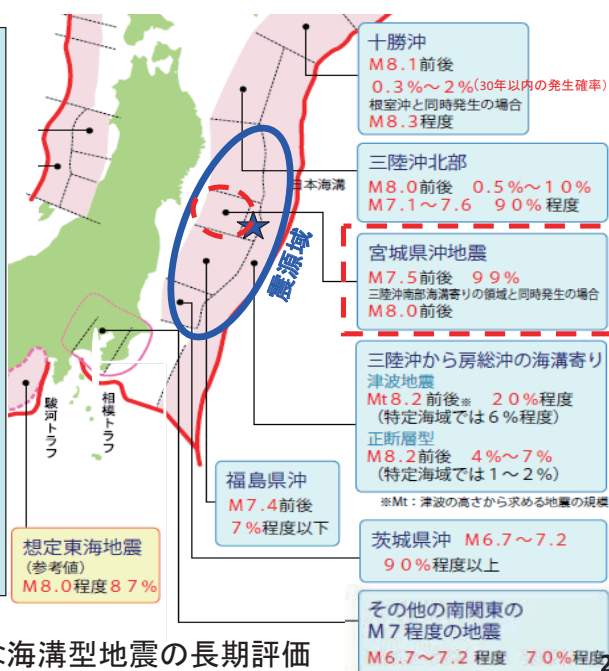 十勝沖
M8.1前後
0.3%～2%(30年以内の発生確率)
根室沖と同時発生の場合
M8.3程度
三陸沖北部
M8.0前後 0.5%～10%
M7.1～7.6 90%程度
日本海溝
震源域
宮城県沖地震
M7.5前後 99%
三陸沖南部海溝寄りの領域と同時発生の場合
M8.0前後
三陸沖から房総沖の海溝寄り
津波地震
Mt8.2前後※ 20%程度
(特定海域では6%程度)
正断層型
M8.2前後 4%～7%
(特定海域では1～2%)
※Mt：津波の高さから求める地震の規模
駿河トラフ
相模トラフ
福島県沖
M7.4前後
7%程度以下
茨城県沖 M6.7～7.2
90%程度以上
想定東海地震
(参考値)
M8.0程度87%
その他の南関東の
M7程度の地震
M6.7～7.2程度 70%程度
海溝型地震の長期評価